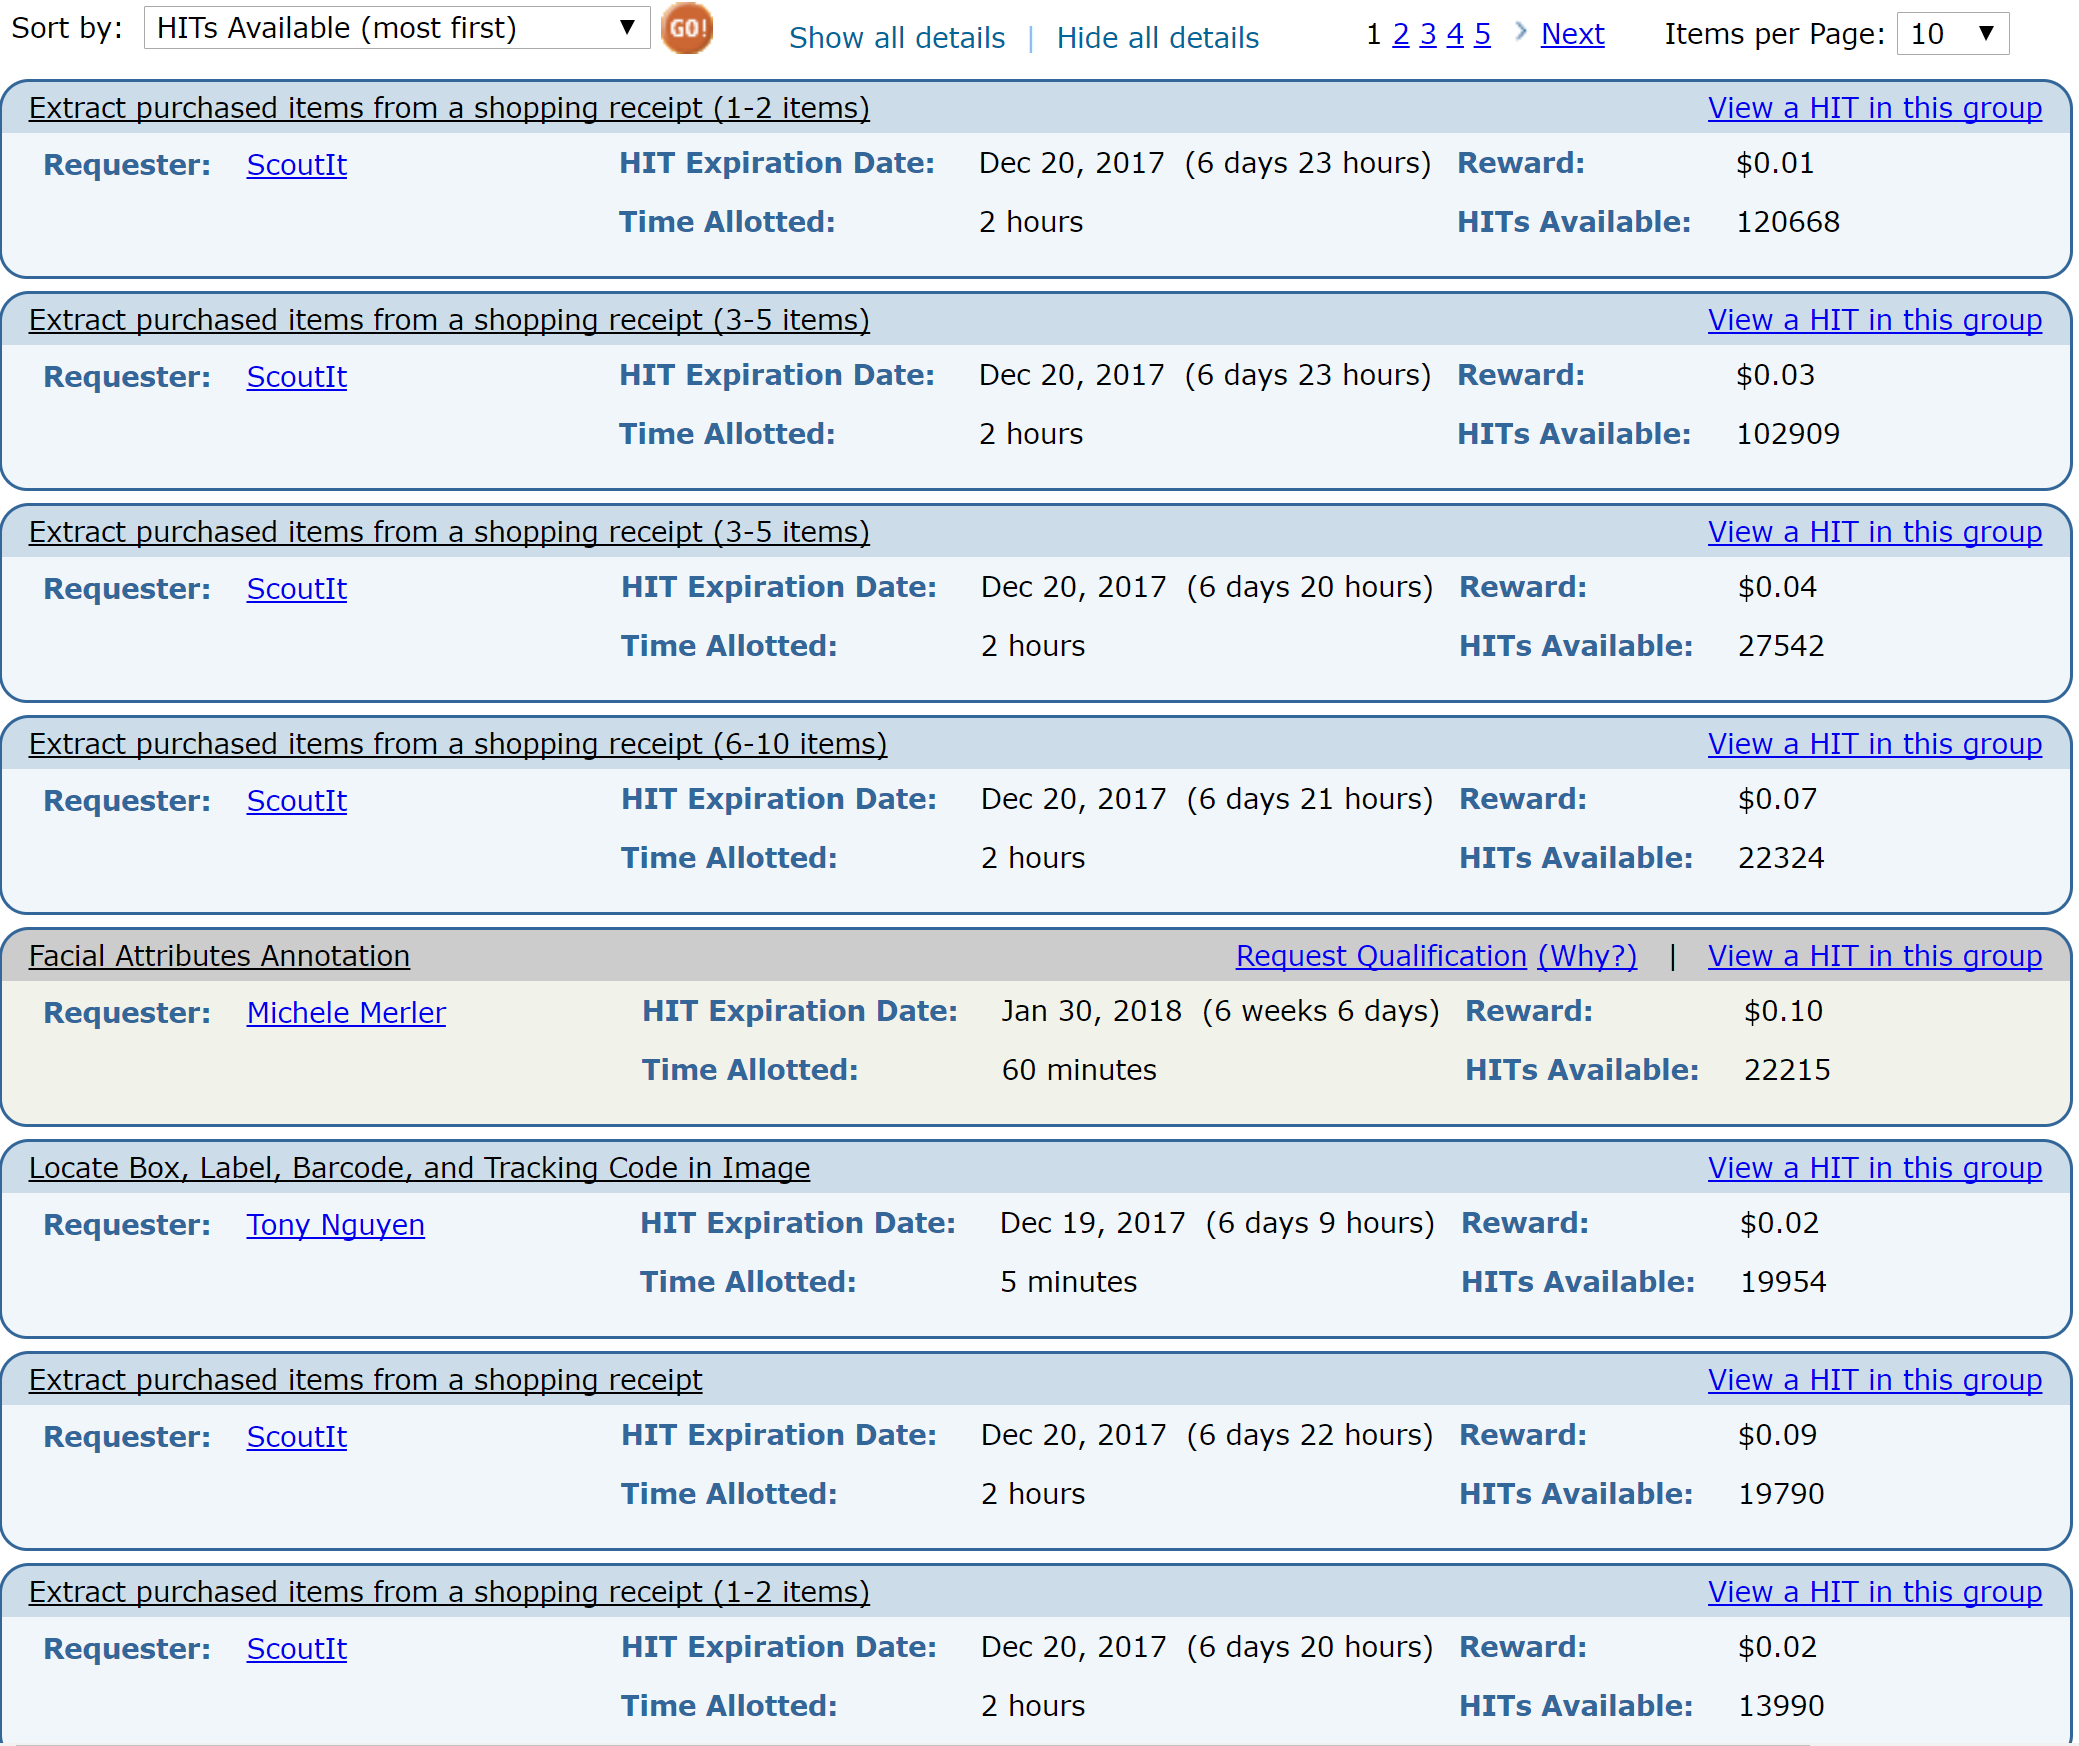 Sort by: HITs Available (most first) ▼ GO! Show all details | Hide all details 1 2 3 4 5 › Next Items per Page: 10 ▼
Extract purchased items from a shopping receipt (1-2 items) View a HIT in this group
Requester: ScoutIt HIT Expiration Date: Dec 20, 2017 (6 days 23 hours) Reward: $0.01
Time Allotted: 2 hours HITs Available: 120668
Extract purchased items from a shopping receipt (3-5 items) View a HIT in this group
Requester: ScoutIt HIT Expiration Date: Dec 20, 2017 (6 days 23 hours) Reward: $0.03
Time Allotted: 2 hours HITs Available: 102909
Extract purchased items from a shopping receipt (3-5 items) View a HIT in this group
Requester: ScoutIt HIT Expiration Date: Dec 20, 2017 (6 days 20 hours) Reward: $0.04
Time Allotted: 2 hours HITs Available: 27542
Extract purchased items from a shopping receipt (6-10 items) View a HIT in this group
Requester: ScoutIt HIT Expiration Date: Dec 20, 2017 (6 days 21 hours) Reward: $0.07
Time Allotted: 2 hours HITs Available: 22324
Facial Attributes Annotation Request Qualification (Why?) | View a HIT in this group
Requester: Michele Merler HIT Expiration Date: Jan 30, 2018 (6 weeks 6 days) Reward: $0.10
Time Allotted: 60 minutes HITs Available: 22215
Locate Box, Label, Barcode, and Tracking Code in Image View a HIT in this group
Requester: Tony Nguyen HIT Expiration Date: Dec 19, 2017 (6 days 9 hours) Reward: $0.02
Time Allotted: 5 minutes HITs Available: 19954
Extract purchased items from a shopping receipt View a HIT in this group
Requester: ScoutIt HIT Expiration Date: Dec 20, 2017 (6 days 22 hours) Reward: $0.09
Time Allotted: 2 hours HITs Available: 19790
Extract purchased items from a shopping receipt (1-2 items) View a HIT in this group
Requester: ScoutIt HIT Expiration Date: Dec 20, 2017 (6 days 20 hours) Reward: $0.02
Time Allotted: 2 hours HITs Available: 13990